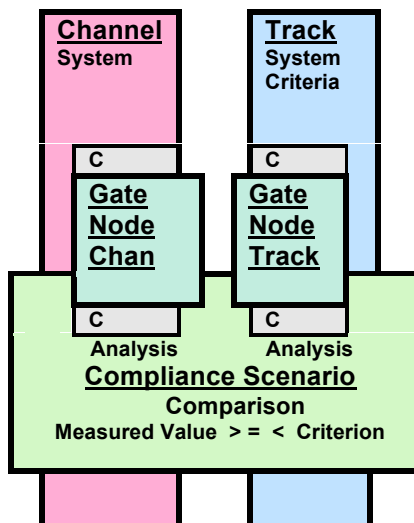 Channel
System
Track
System
Criteria
C
Gate
Node
Chan
C
Analysis
C
Gate
Node
Track
C
Analysis
Compliance Scenario
Comparison
Measured Value > = < Criterion